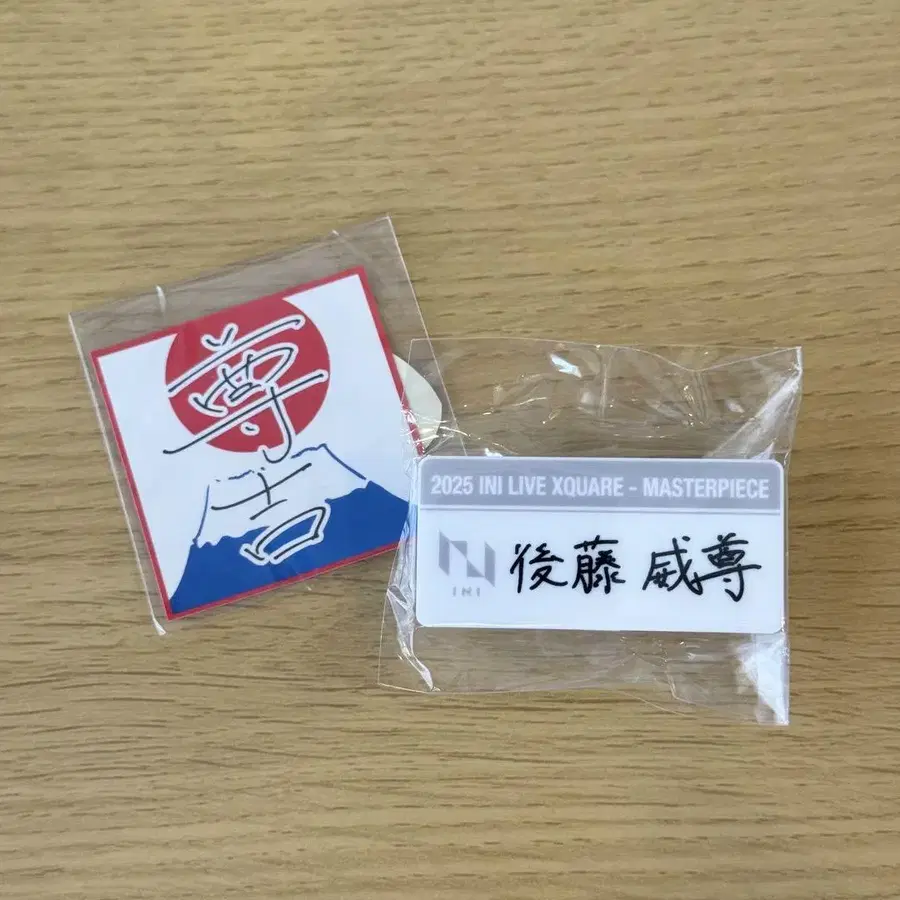 尊
吉
2025 INI LIVE XQUARE - MASTERPIECE
INI
後藤 威尊